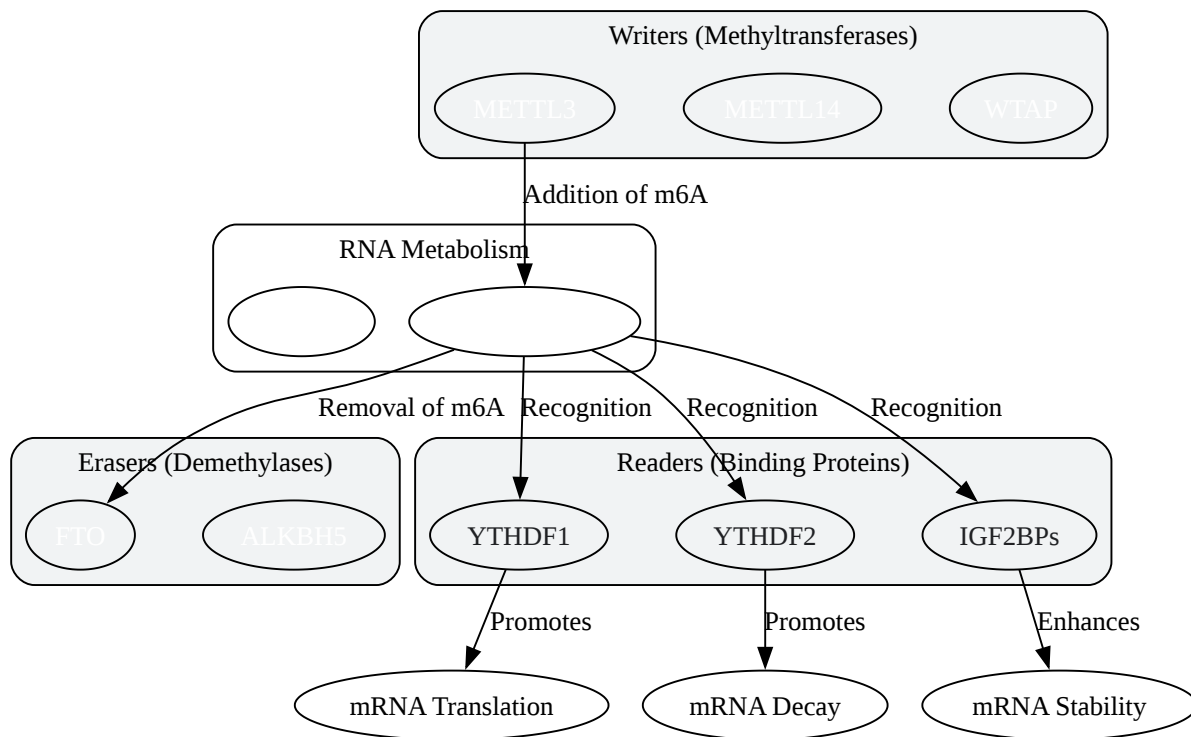 Writers (Methyltransferases)
METTL3 METTL14 WTAP
Addition of m6A
RNA Metabolism
Removal of m6A Recognition Recognition Recognition
Erasers (Demethylases) Readers (Binding Proteins)
FTO ALKBH5 YTHDF1 YTHDF2 IGF2BPs
Promotes Promotes Enhances
mRNA Translation mRNA Decay mRNA Stability